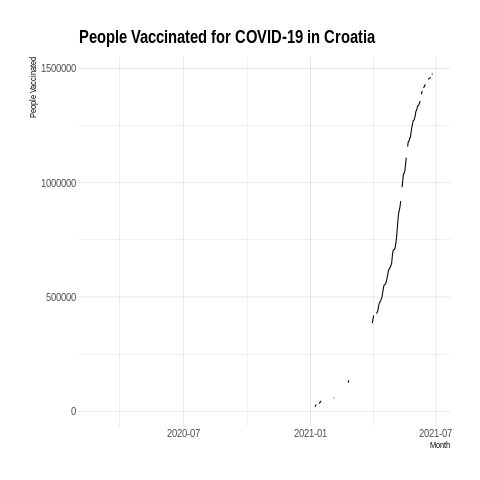 People Vaccinated for COVID-19 in Croatia
People Vaccinated
1500000
1000000
500000
0
2020-07 2021-01 2021-07
Month